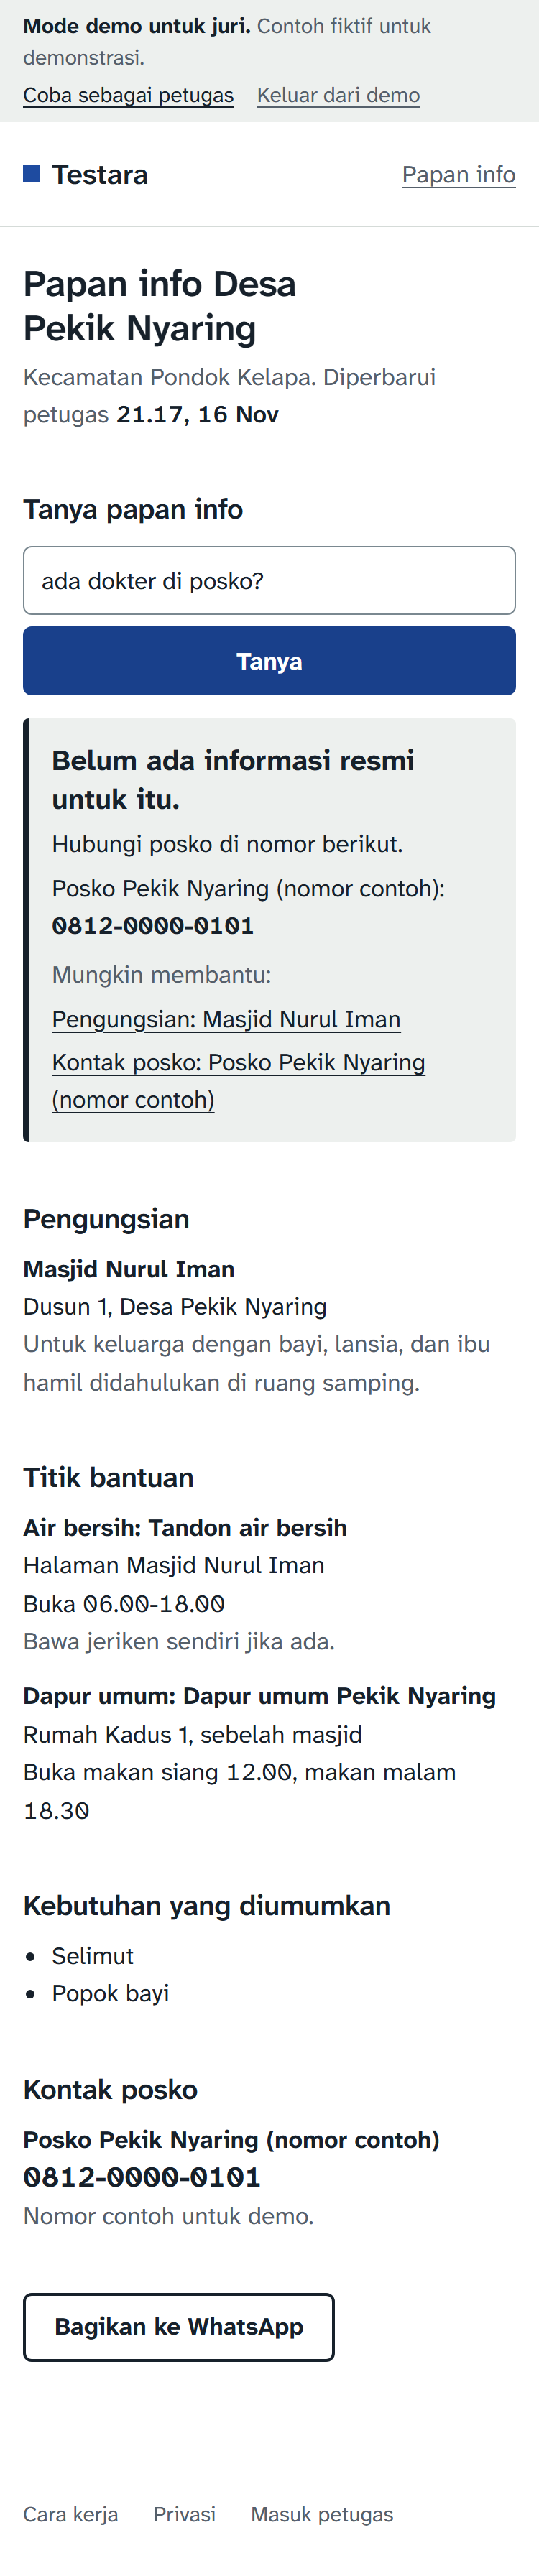 Mode demo untuk juri. Contoh fiktif untuk
demonstrasi.
Coba sebagai petugas Keluar dari demo
Testara Papan info
Papan info Desa
Pekik Nyaring
Kecamatan Pondok Kelapa. Diperbarui
petugas 21.17, 16 Nov
Tanya papan info
ada dokter di posko?
Tanya
Belum ada informasi resmi
untuk itu.
Hubungi posko di nomor berikut.
Posko Pekik Nyaring (nomor contoh):
0812-0000-0101
Mungkin membantu:
Pengungsian: Masjid Nurul Iman
Kontak posko: Posko Pekik Nyaring
(nomor contoh)
Pengungsian
Masjid Nurul Iman
Dusun 1, Desa Pekik Nyaring
Untuk keluarga dengan bayi, lansia, dan ibu
hamil didahulukan di ruang samping.
Titik bantuan
Air bersih: Tandon air bersih
Halaman Masjid Nurul Iman
Buka 06.00-18.00
Bawa jeriken sendiri jika ada.
Dapur umum: Dapur umum Pekik Nyaring
Rumah Kadus 1, sebelah masjid
Buka makan siang 12.00, makan malam
18.30
Kebutuhan yang diumumkan
• Selimut
• Popok bayi
Kontak posko
Posko Pekik Nyaring (nomor contoh)
0812-0000-0101
Nomor contoh untuk demo.
Bagikan ke WhatsApp
Cara kerja Privasi Masuk petugas